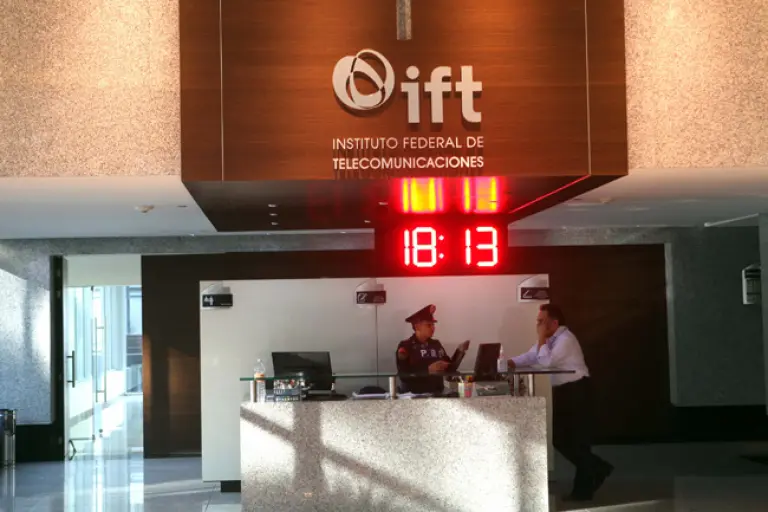 ift
INSTITUTO FEDERAL DE
TELECOMUNICACIONES
18:13